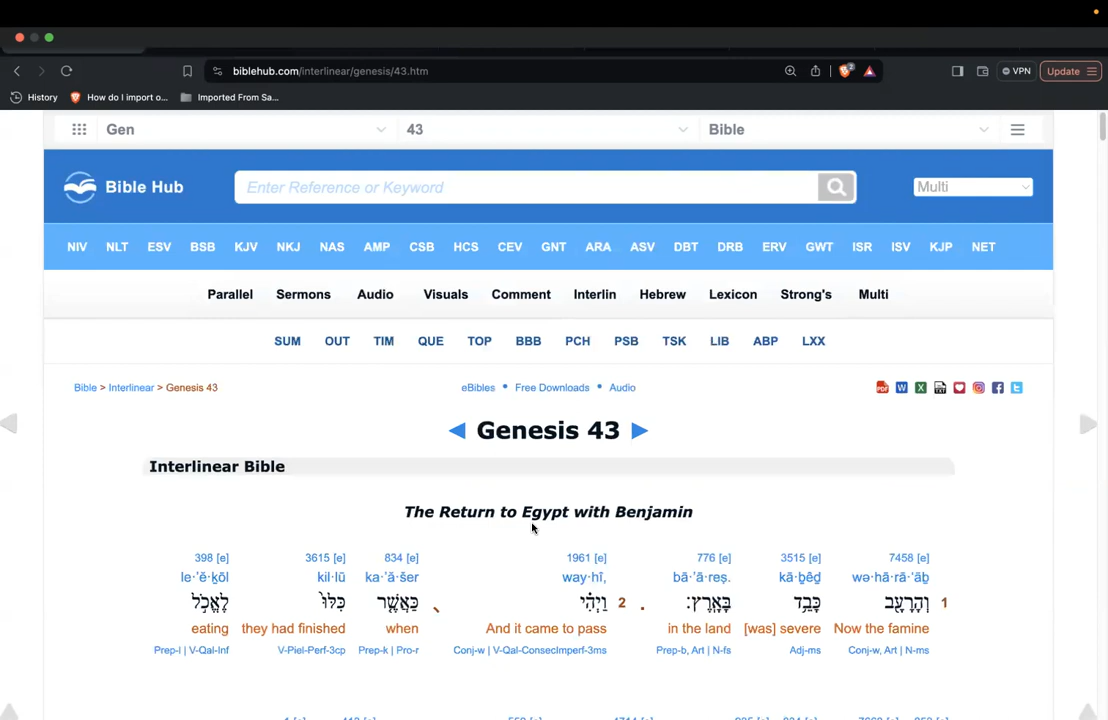 biblehub.com/interlinear/genesis/43.htm
2
VPN
Update
History
How do I import o...
Imported From Sa...
Gen
43
Bible
Bible Hub
Enter Reference or Keyword
Multi
NIV NLT ESV BSB KJV NKJ NAS AMP CSB HCS CEV GNT ARA ASV DBT DRB ERV GWT ISR ISV KJP NET
Parallel Sermons Audio Visuals Comment Interlin Hebrew Lexicon Strong's Multi
SUM OUT TIM QUE TOP BBB PCH PSB TSK LIB ABP LXX
Bible > Interlinear > Genesis 43
eBibles • Free Downloads • Audio
PDF W X TXT
◄ Genesis 43 ►
Interlinear Bible
The Return to Egypt with Benjamin
398 [e] 3615 [e] 834 [e] 1961 [e] 776 [e] 3515 [e] 7458 [e]
le·’ĕ·ḵōl kil·lū ka·’ă·šer way·hî, bā·’ā·reṣ. kā·ḇêḏ wə·hā·rā·‘āḇ
1 וְהָרָעָ֖ב כָּבֵ֥ד בָּאָֽרֶץ׃ . 2 וַיְהִ֗י כַּאֲשֶׁ֤ר כִּלּוּ֙ לֶאֱכֹ֣ל
eating they had finished when And it came to pass in the land [was] severe Now the famine
Prep-l | V-Qal-Inf V-Piel-Perf-3cp Prep-k | Pro-r Conj-w | V-Qal-ConsecImperf-3ms Prep-b, Art | N-fs Adj-ms Conj-w, Art | N-ms